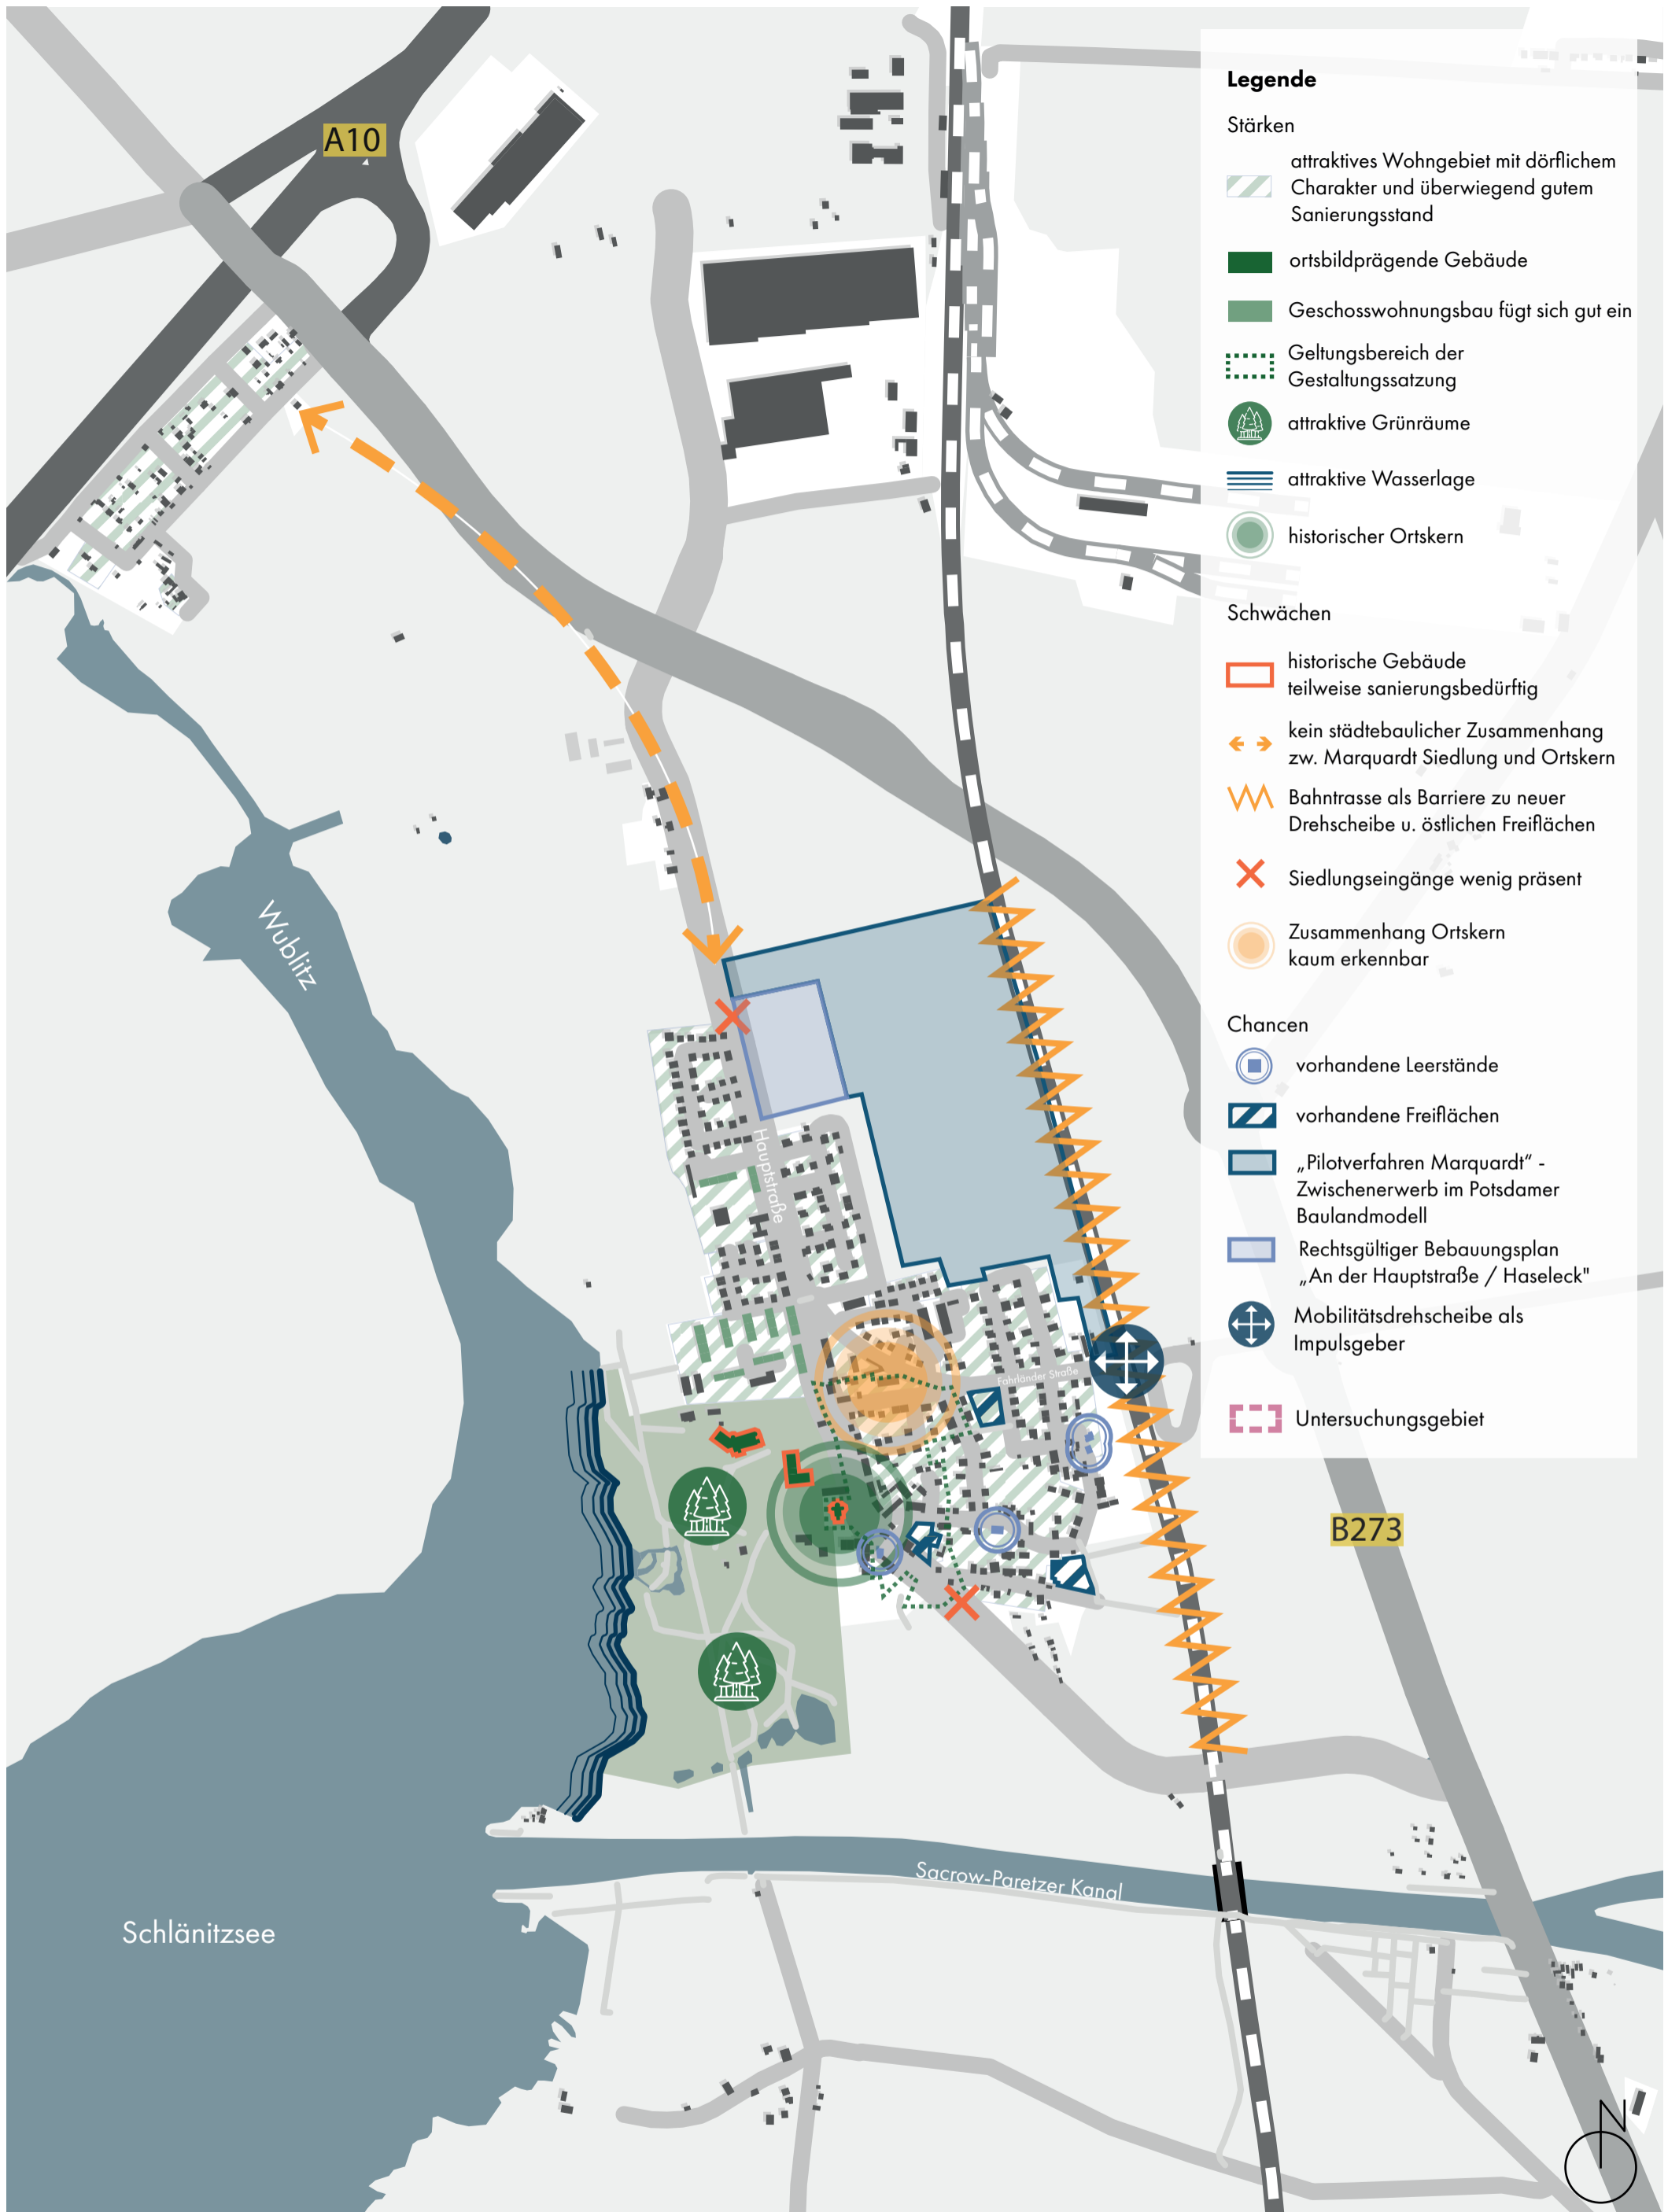 A10
Wublitz
Hauptstraße
Fahrländer Straße
B273
Sacrow-Paretzer Kanal
Schlänitzsee
N
Legende
Stärken
attraktives Wohngebiet mit dörflichem
Charakter und überwiegend gutem
Sanierungsstand
ortsbildprägende Gebäude
Geschosswohnungsbau fügt sich gut ein
Geltungsbereich der
Gestaltungssatzung
attraktive Grünräume
attraktive Wasserlage
historischer Ortskern
Schwächen
historische Gebäude
teilweise sanierungsbedürftig
kein städtebaulicher Zusammenhang
zw. Marquardt Siedlung und Ortskern
Bahntrasse als Barriere zu neuer
Drehscheibe u. östlichen Freiflächen
Siedlungseingänge wenig präsent
Zusammenhang Ortskern
kaum erkennbar
Chancen
vorhandene Leerstände
vorhandene Freiflächen
„Pilotverfahren Marquardt“ -
Zwischenerwerb im Potsdamer
Baulandmodell
Rechtsgültiger Bebauungsplan
„An der Hauptstraße / Haseleck"
Mobilitätsdrehscheibe als
Impulsgeber
Untersuchungsgebiet